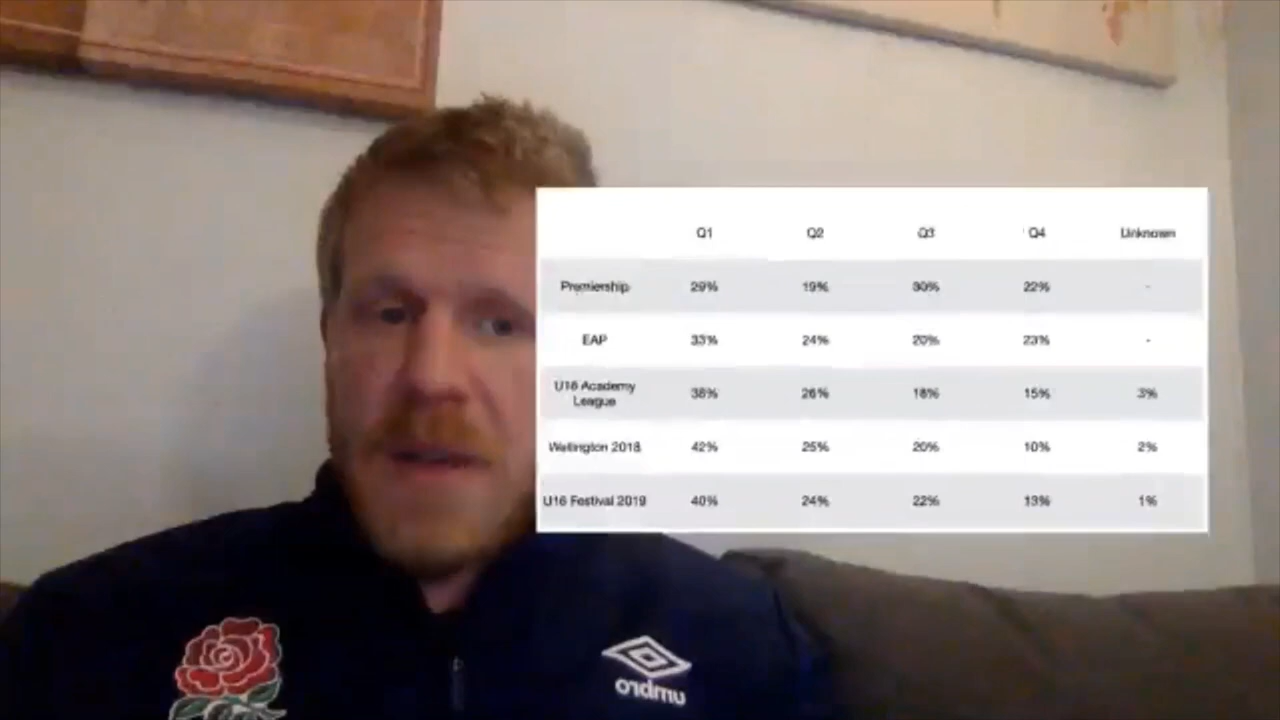 Q1 Q2 Q3 Q4 Unknown
Premiership 29% 19% 30% 22% -
EAP 33% 24% 20% 23% -
U18 Academy
League 38% 26% 18% 15% 3%
Wellington 2018 42% 25% 20% 10% 2%
U16 Festival 2019 40% 24% 22% 13% 1%
umbro